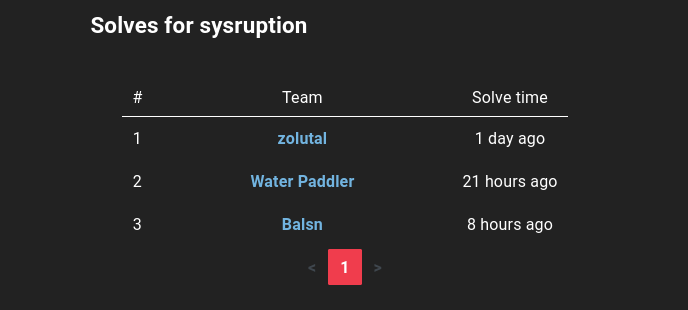 Solves for sysruption
# Team Solve time
1 zolutal 1 day ago
2 Water Paddler 21 hours ago
3 Balsn 8 hours ago
< 1 >